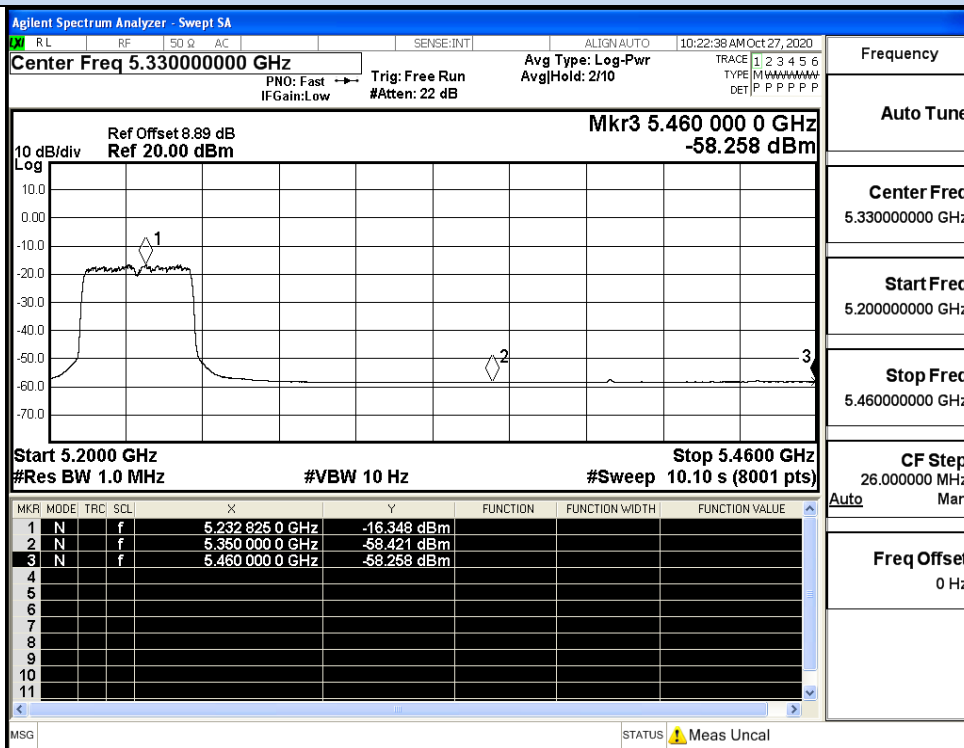 Agilent Spectrum Analyzer - Swept SA
LXI RL RF 50 Ω AC SENSE:INT ALIGN AUTO 10:22:38 AM Oct 27, 2020
Center Freq 5.330000000 GHz
PNO: Fast
IFGain:Low
Trig: Free Run
#Atten: 22 dB
Avg Type: Log-Pwr
Avg|Hold: 2/10
TRACE 1 2 3 4 5 6
TYPE M WWWWW
DET P P P P P P
Frequency
Auto Tune
Center Freq
5.330000000 GHz
Start Freq
5.200000000 GHz
Stop Freq
5.460000000 GHz
CF Step
26.000000 MHz
Auto Man
Freq Offset
0 Hz
Mkr3 5.460 000 0 GHz
-58.258 dBm
Ref Offset 8.89 dB
10 dB/div Ref 20.00 dBm
Log
10.0
0.00
-10.0
-20.0
-30.0
-40.0
-50.0
-60.0
-70.0
1
2
3
Start 5.2000 GHz Stop 5.4600 GHz
#Res BW 1.0 MHz #VBW 10 Hz #Sweep 10.10 s (8001 pts)
MKR MODE TRC SCL X Y FUNCTION FUNCTION WIDTH FUNCTION VALUE
1 N f 5.232 825 0 GHz -16.348 dBm
2 N f 5.350 000 0 GHz -58.421 dBm
3 N f 5.460 000 0 GHz -58.258 dBm
4
5
6
7
8
9
10
11
MSG STATUS Meas Uncal